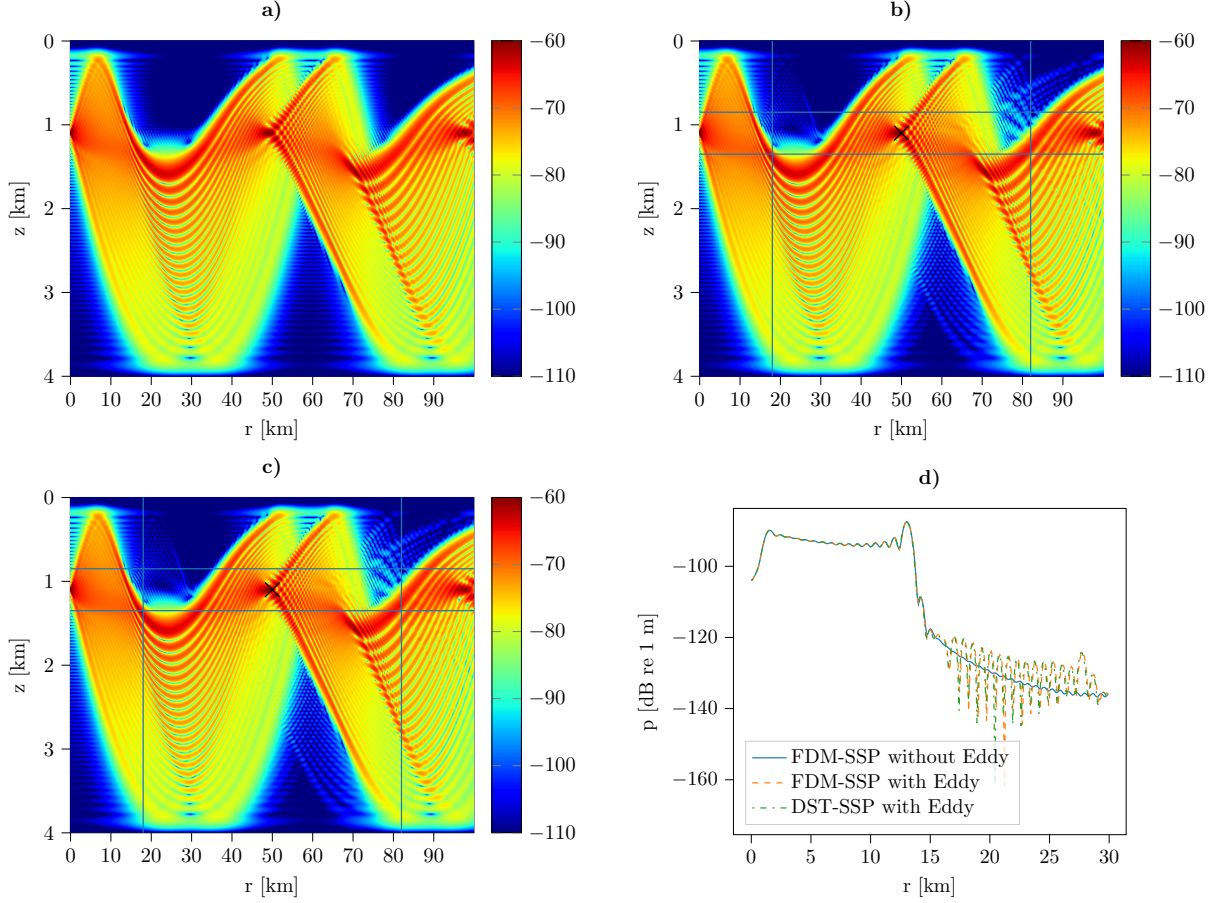 a)
0
1
2
3
4
z [km]
0 10 20 30 40 50 60 70 80 90
r [km]
−60
−70
−80
−90
−100
−110
b)
0
1
2
3
4
z [km]
0 10 20 30 40 50 60 70 80 90
r [km]
−60
−70
−80
−90
−100
−110
c)
0
1
2
3
4
z [km]
0 10 20 30 40 50 60 70 80 90
r [km]
−60
−70
−80
−90
−100
−110
d)
−100
−120
−140
−160
p [dB re 1 m]
FDM-SSP without Eddy
FDM-SSP with Eddy
DST-SSP with Eddy
0 5 10 15 20 25 30
r [km]